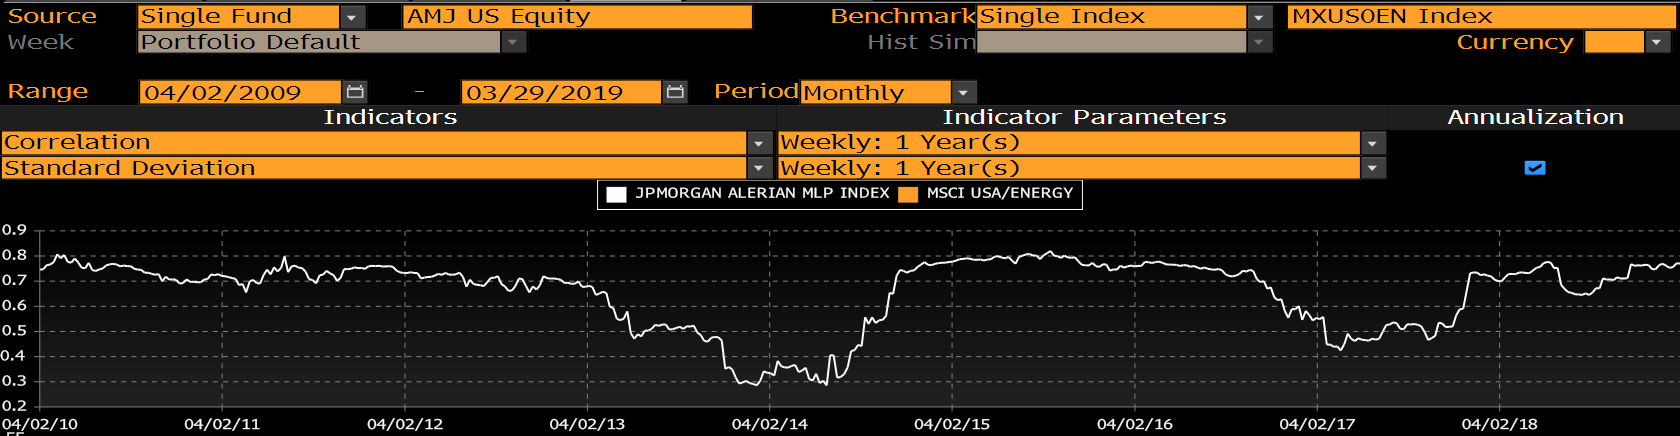 Source Single Fund AMJ US Equity Benchmark Single Index MXUS0EN Index
Week Portfolio Default Hist Sim Currency
Range 04/02/2009 - 03/29/2019 Period Monthly
Indicators Indicator Parameters Annualization
Correlation Weekly: 1 Year(s)
Standard Deviation Weekly: 1 Year(s)
JPMORGAN ALERIAN MLP INDEX MSCI USA/ENERGY
0.9
0.8
0.7
0.6
0.5
0.4
0.3
0.2
04/02/10 04/02/11 04/02/12 04/02/13 04/02/14 04/02/15 04/02/16 04/02/17 04/02/18